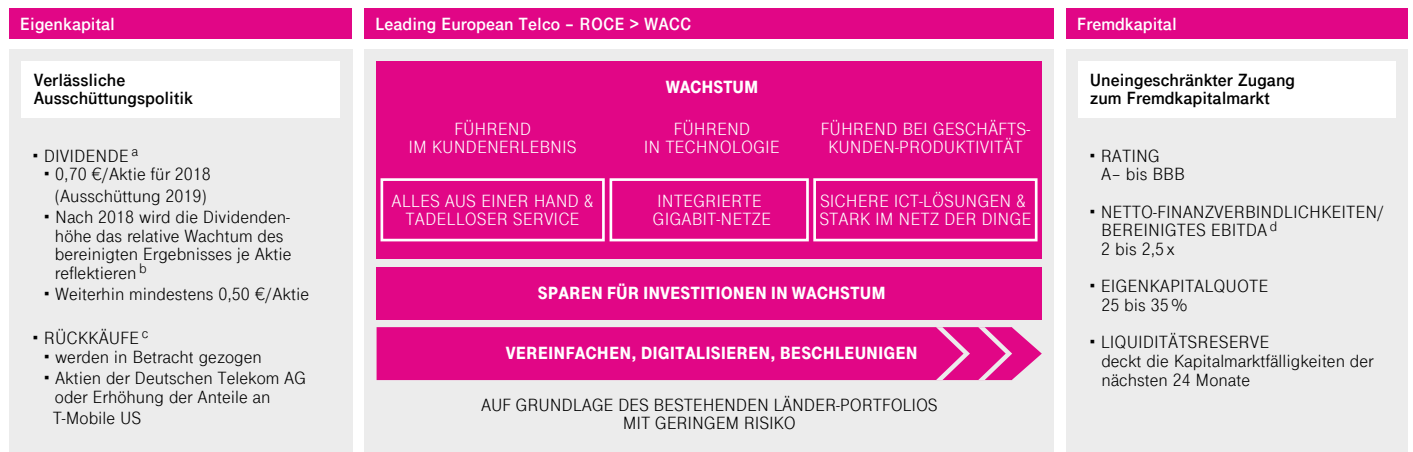 Eigenkapital
Verlässliche
Ausschüttungspolitik
▪ DIVIDENDE a
▪ 0,70 €/Aktie für 2018
(Ausschüttung 2019)
▪ Nach 2018 wird die Dividenden-
höhe das relative Wachtum des
bereinigten Ergebnisses je Aktie
reflektieren b
▪ Weiterhin mindestens 0,50 €/Aktie
▪ RÜCKKÄUFE c
▪ werden in Betracht gezogen
▪ Aktien der Deutschen Telekom AG
oder Erhöhung der Anteile an
T-Mobile US
Leading European Telco – ROCE > WACC
WACHSTUM
FÜHREND
IM KUNDENERLEBNIS
ALLES AUS EINER HAND &
TADELLOSER SERVICE
FÜHREND
IN TECHNOLOGIE
INTEGRIERTE
GIGABIT-NETZE
FÜHREND BEI GESCHÄFTS-
KUNDEN-PRODUKTIVITÄT
SICHERE ICT-LÖSUNGEN &
STARK IM NETZ DER DINGE
SPAREN FÜR INVESTITIONEN IN WACHSTUM
VEREINFACHEN, DIGITALISIEREN, BESCHLEUNIGEN
AUF GRUNDLAGE DES BESTEHENDEN LÄNDER-PORTFOLIOS
MIT GERINGEM RISIKO
Fremdkapital
Uneingeschränkter Zugang
zum Fremdkapitalmarkt
▪ RATING
A– bis BBB
▪ NETTO-FINANZVERBINDLICHKEITEN/
BEREINIGTES EBITDA d
2 bis 2,5 x
▪ EIGENKAPITALQUOTE
25 bis 35 %
▪ LIQUIDITÄTSRESERVE
deckt die Kapitalmarktfälligkeiten der
nächsten 24 Monate